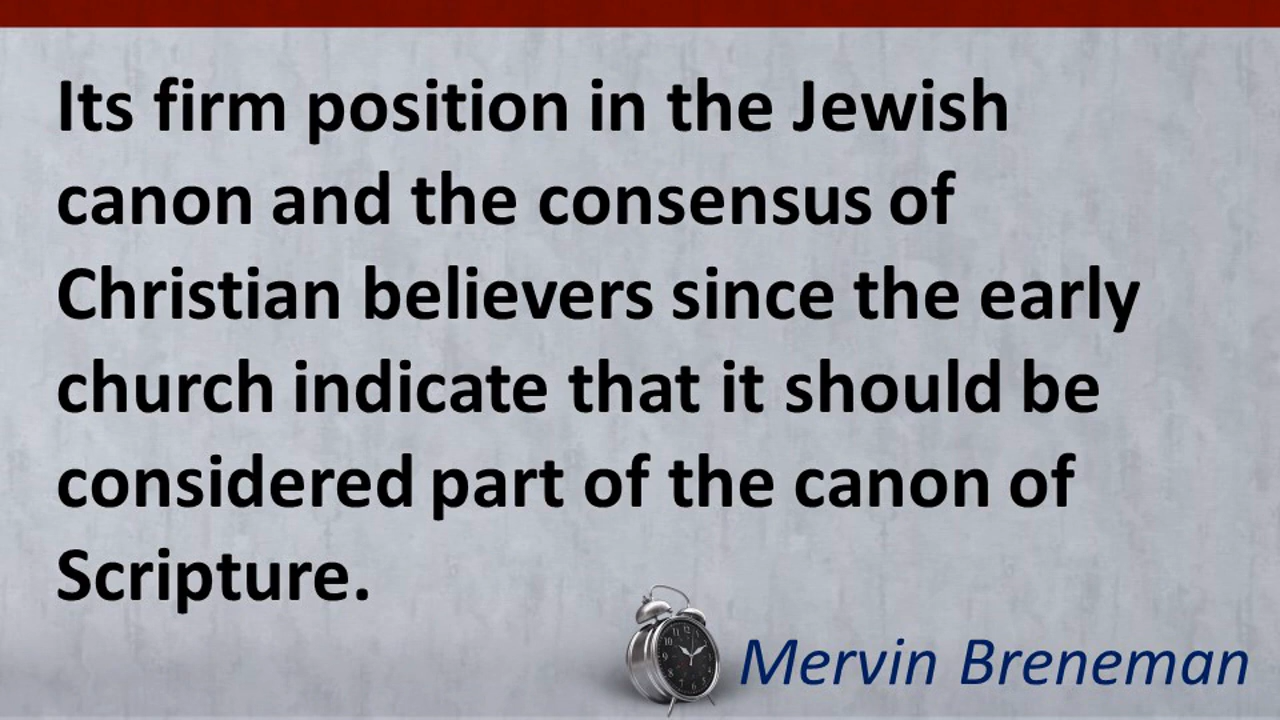 Its firm position in the Jewish
canon and the consensus of
Christian believers since the early
church indicate that it should be
considered part of the canon of
Scripture.
Mervin Breneman